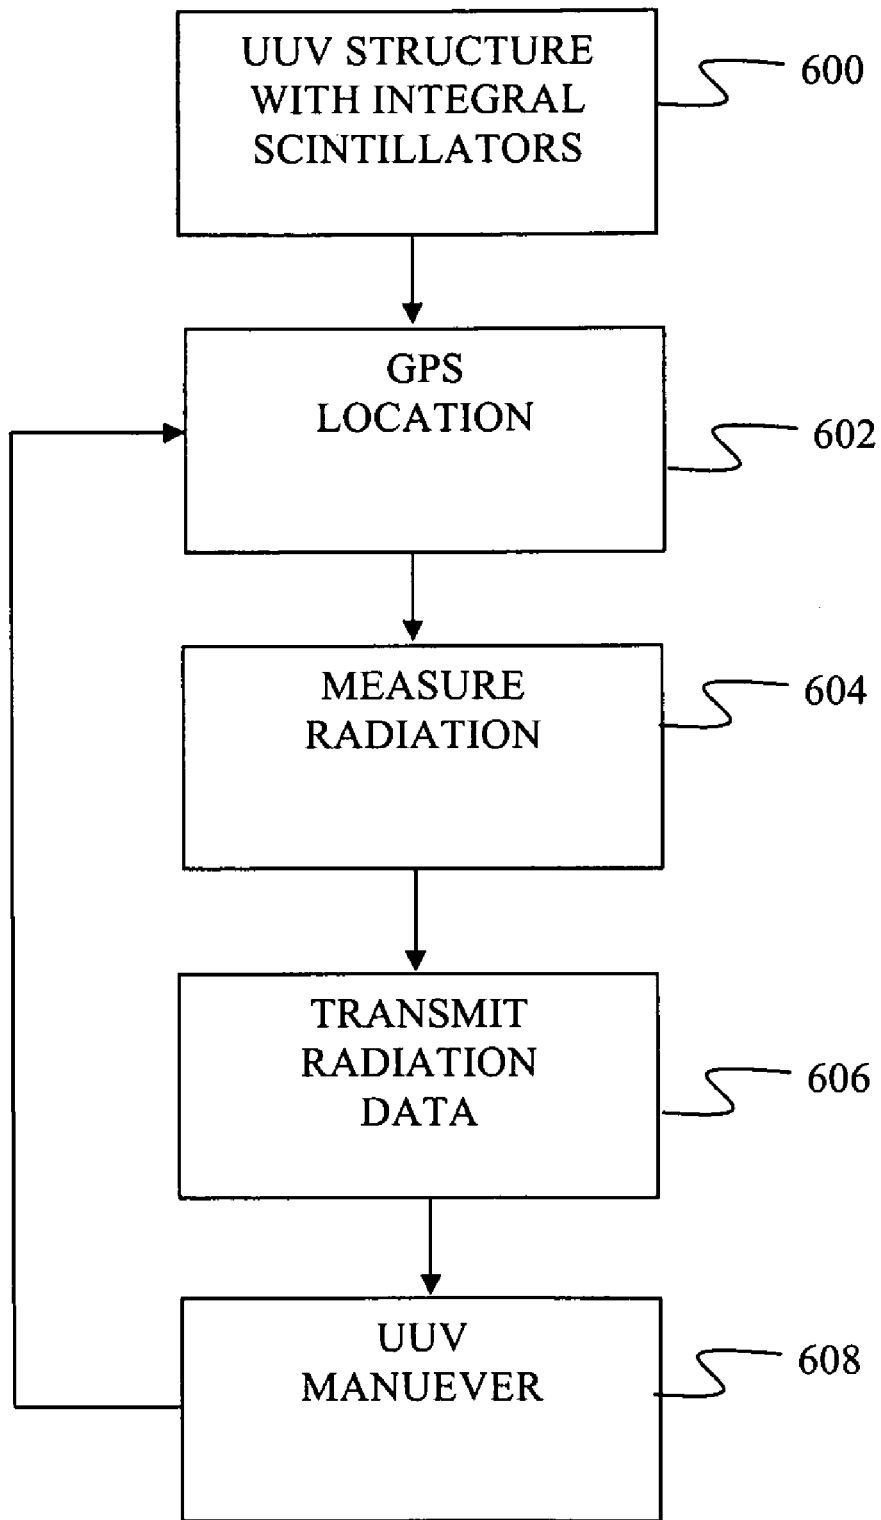 UUV STRUCTURE
WITH INTEGRAL
SCINTILLATORS
600
GPS
LOCATION
602
MEASURE
RADIATION
604
TRANSMIT
RADIATION
DATA
606
UUV
MANUEVER
608